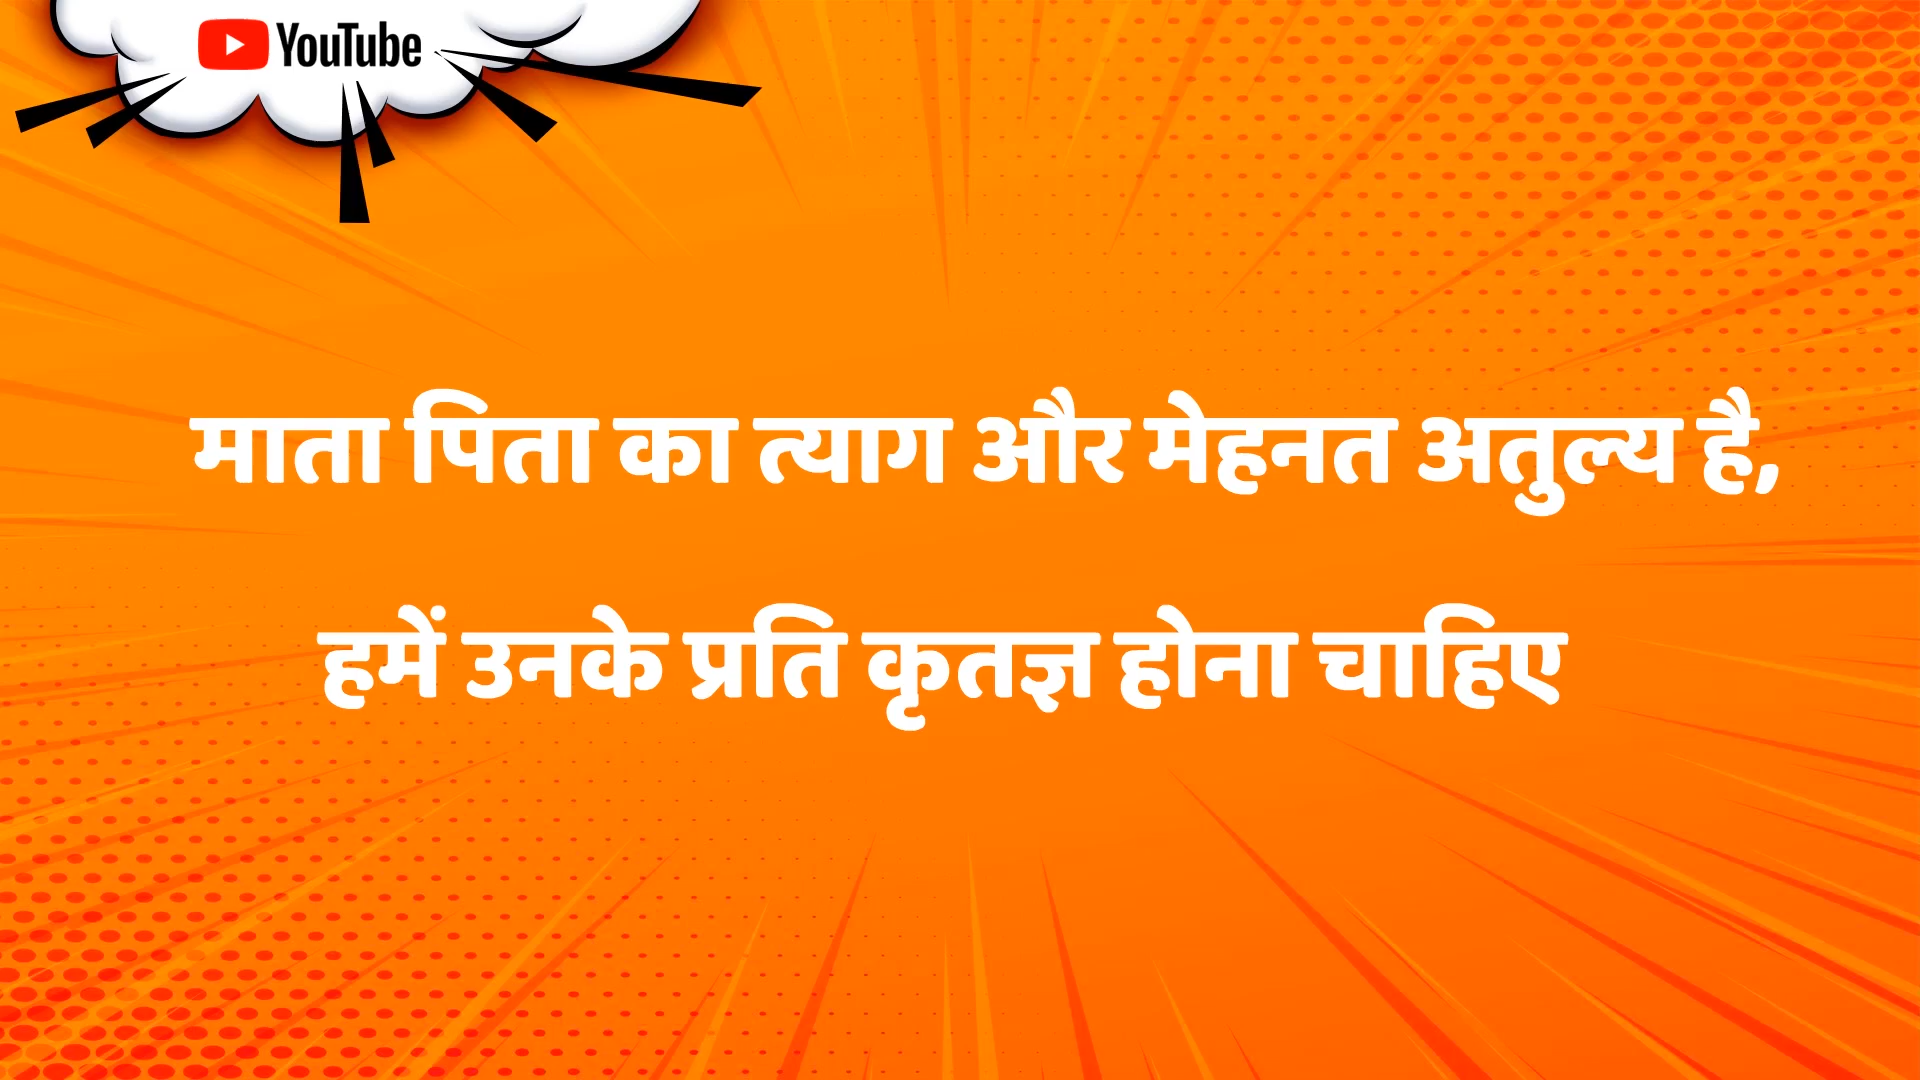 YouTube
माता पिता का त्याग और मेहनत अतुल्य है,
हमें उनके प्रति कृतज्ञ होना चाहिए